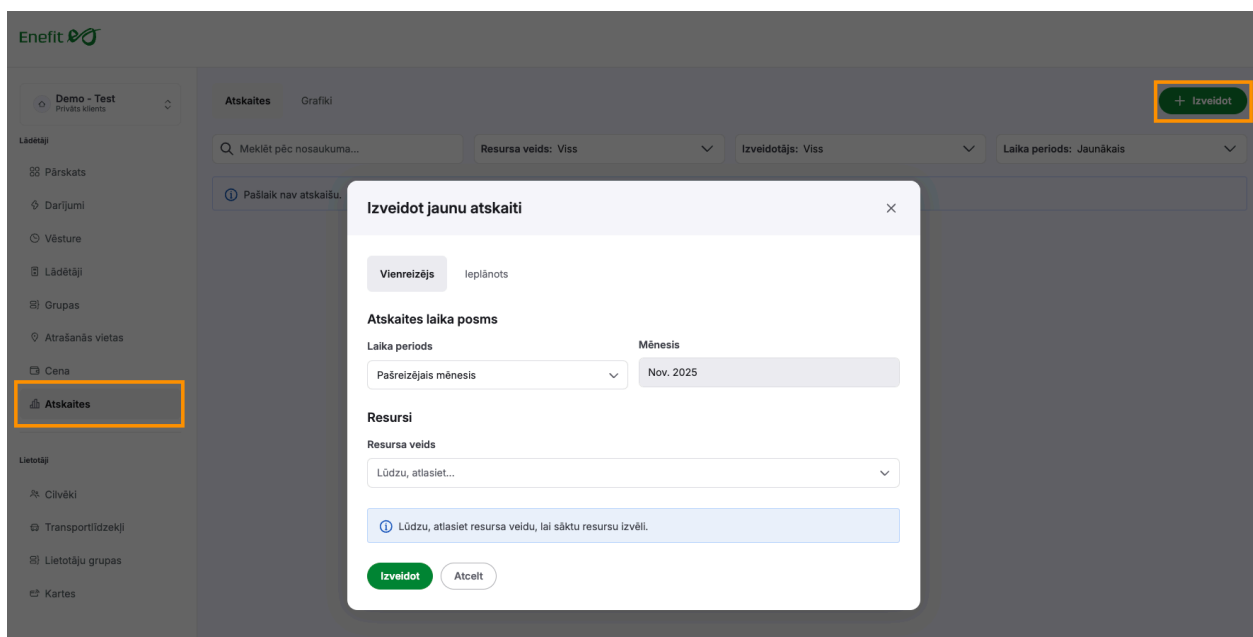 Enefit
Demo - Test
Privāts klients
Atskaites
Grafiki
+ Izveidot
Lādētāji
Meklēt pēc nosaukuma...
Resursa veids: Viss
Izveidotājs: Viss
Laika periods: Jaunākais
Pārskats
Pašlaik nav atskaišu.
Darījumi
Vēsture
Lādētāji
Grupas
Atrašanās vietas
Cena
Atskaites
Lietotāji
Cilvēki
Transportlīdzekļi
Lietotāju grupas
Kartes
Izveidot jaunu atskaiti
Vienreizējs
Ieplānots
Atskaites laika posms
Laika periods
Mēnesis
Pašreizējais mēnesis
Nov. 2025
Resursi
Resursa veids
Lūdzu, atlasiet...
Lūdzu, atlasiet resursa veidu, lai sāktu resursu izvēli.
Izveidot
Atcelt